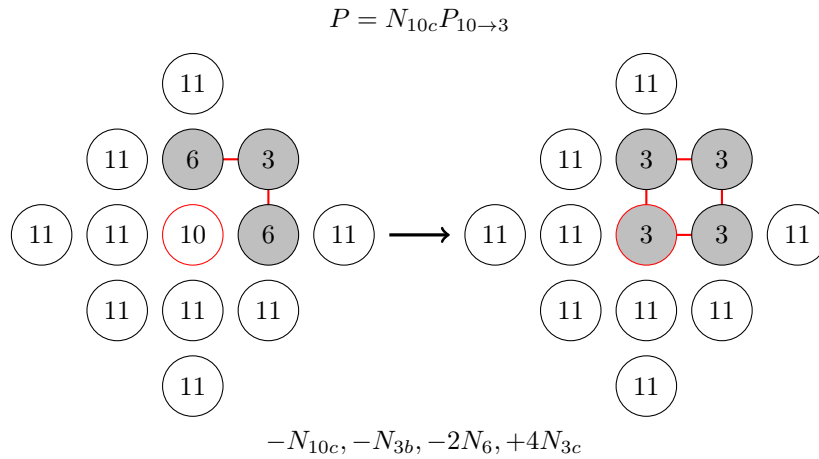 P = N_{10c}P_{10→3}
11 11
11 6 3 11 3 3
11 11 10 6 11 11 11 3 3 11
11 11 11 11 11 11
11 11
−N_{10c}, −N_{3b}, −2N_6, +4N_{3c}